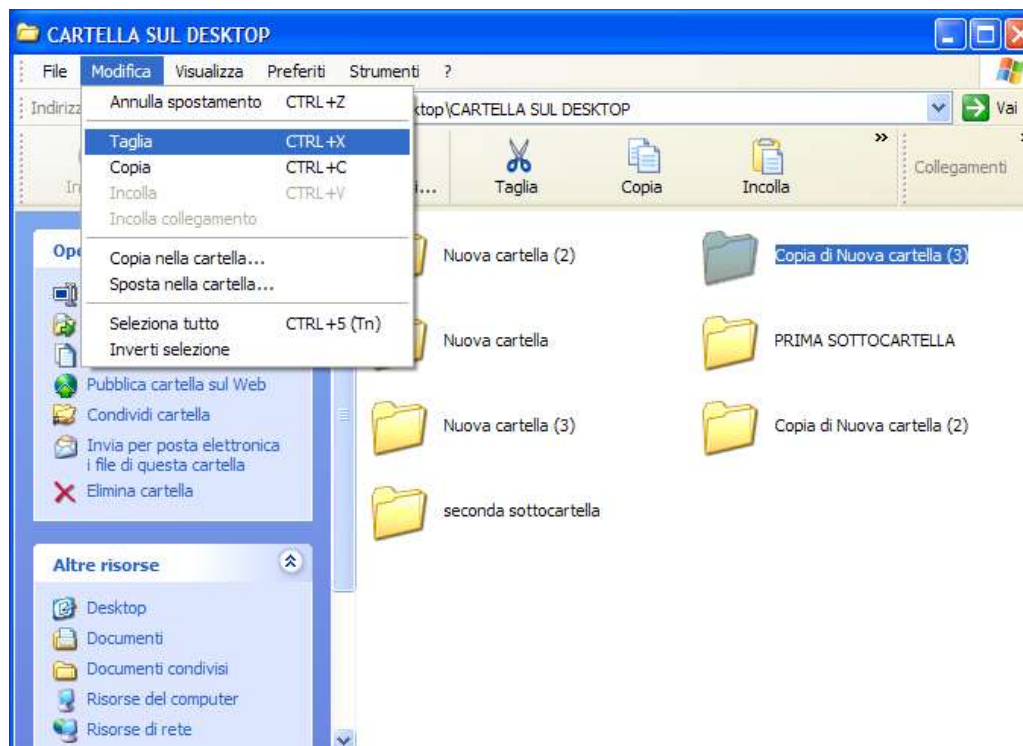 CARTELLA SUL DESKTOP
File Modifica Visualizza Preferiti Strumenti ?
Annulla spostamento CTRL+Z
CARTELLA SUL DESKTOP
Vai
Taglia CTRL+X
Copia CTRL+C
Incolla CTRL+V
Incolla collegamento
Copia nella cartella...
Sposta nella cartella...
Seleziona tutto CTRL+5 (Tn)
Inverti selezione
Taglia Copia Incolla
Collegamenti
Pubblica cartella sul Web
Condividi cartella
Invia per posta elettronica
i file di questa cartella
Elimina cartella
Altre risorse
Desktop
Documenti
Documenti condivisi
Risorse del computer
Risorse di rete
Nuova cartella (2) Copia di Nuova cartella (3)
Nuova cartella PRIMA SOTTOCARTELLA
Nuova cartella (3) Copia di Nuova cartella (2)
seconda sottocartella